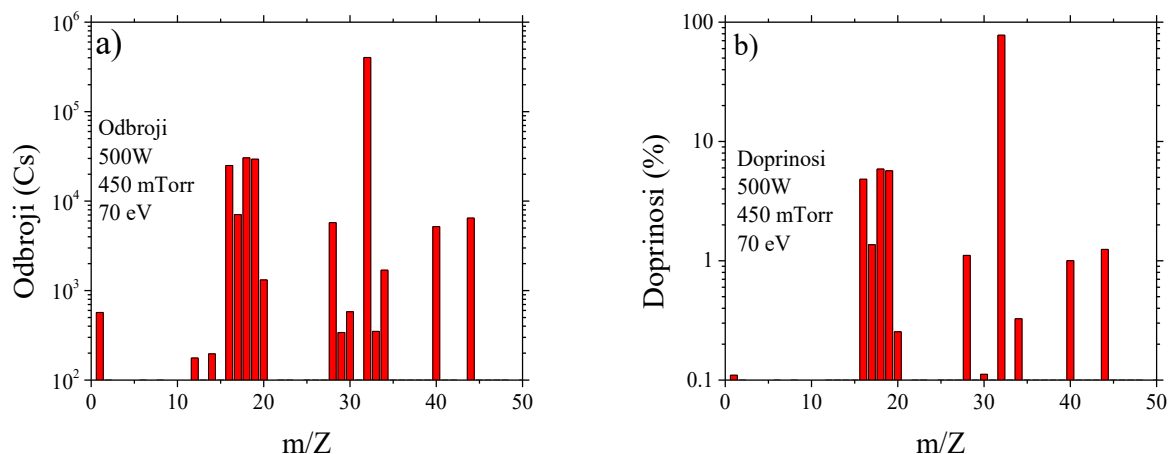 a)
Odbroji
500W
450 mTorr
70 eV
Odbroji (Cs)
10^6
10^5
10^4
10^3
10^2
0 10 20 30 40 50
m/Z
b)
Doprinosi
500W
450 mTorr
70 eV
Doprinosi (%)
100
10
1
0.1
0 10 20 30 40 50
m/Z